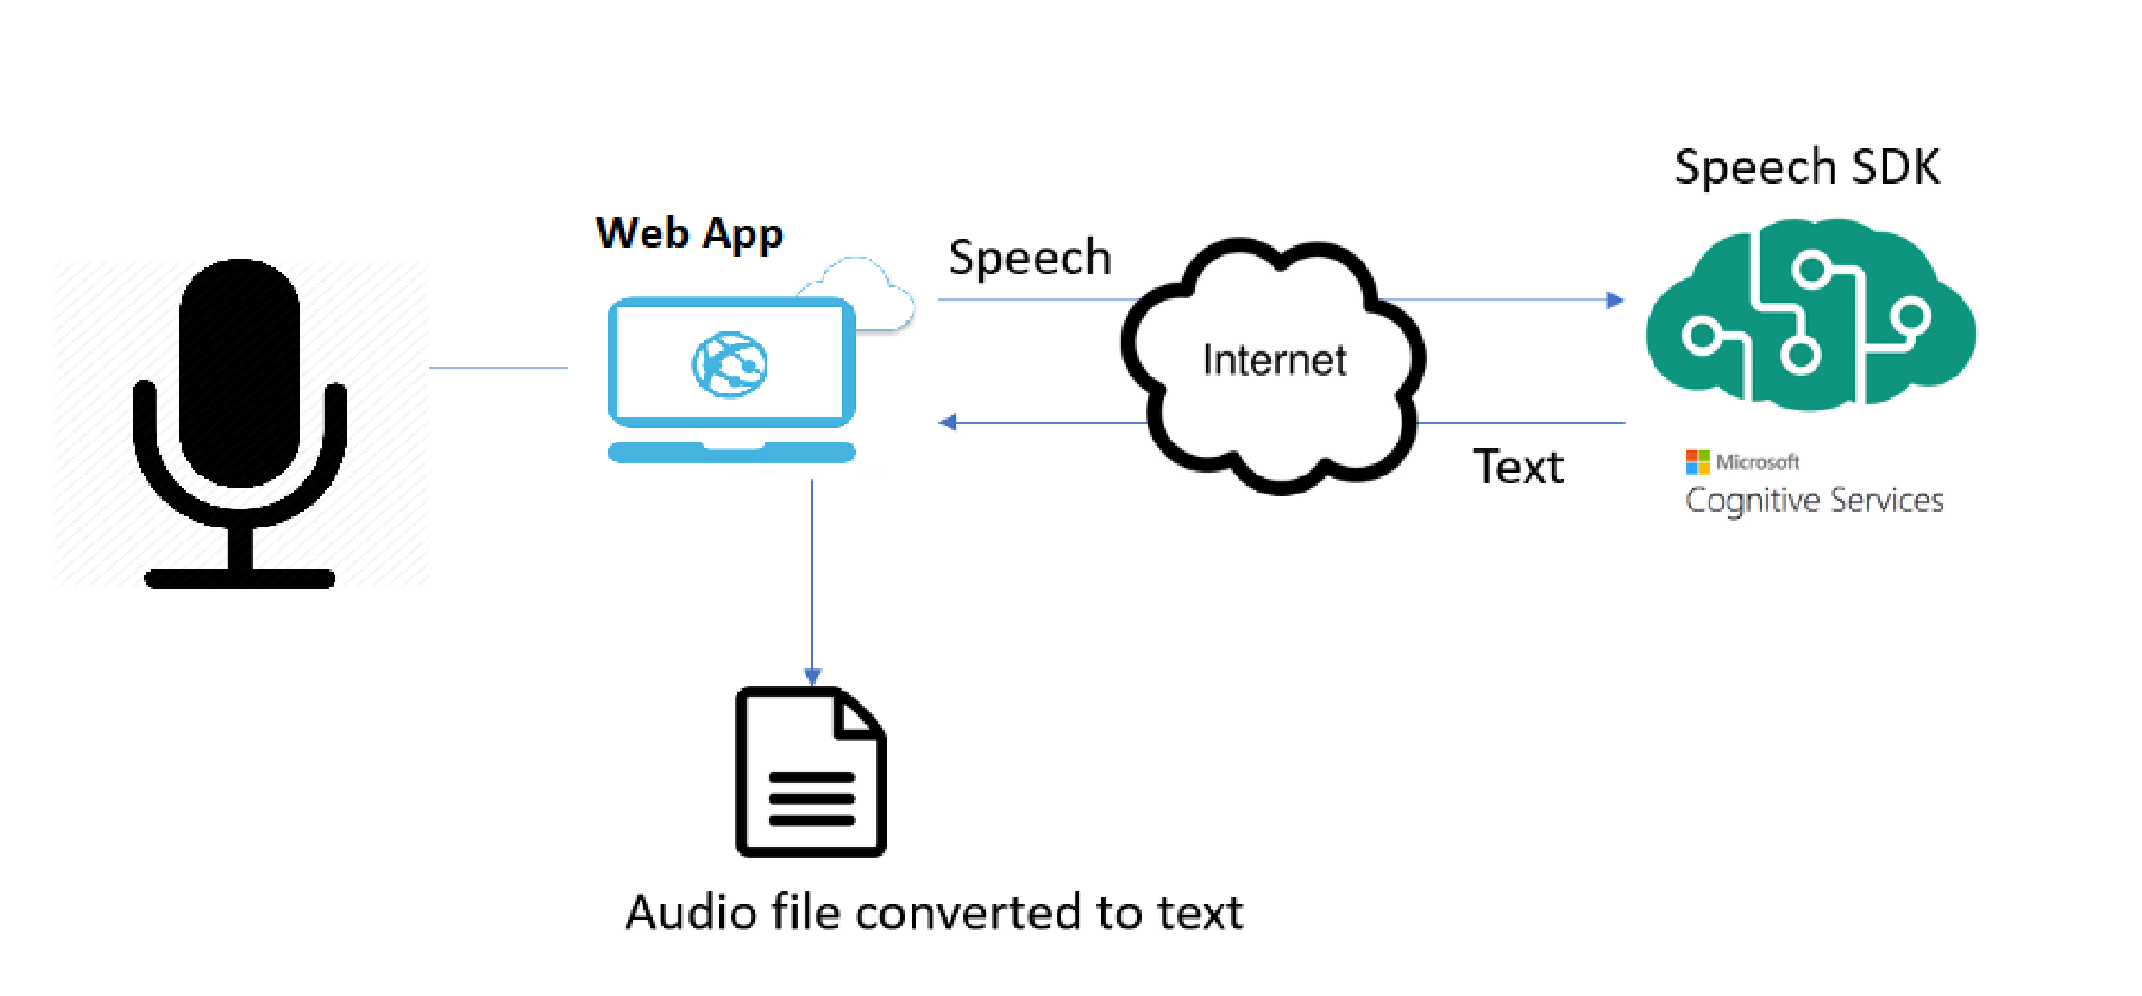 Speech SDK
Web App
Speech
Internet
Text
Microsoft
Cognitive Services
Audio file converted to text